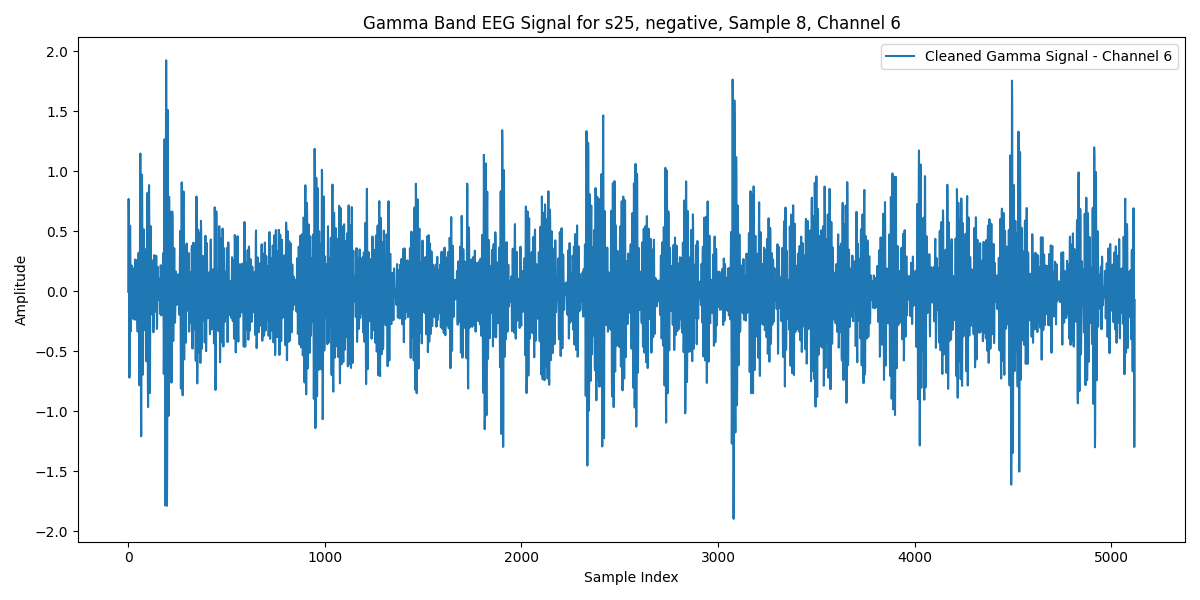 Gamma Band EEG Signal for s25, negative, Sample 8, Channel 6
Cleaned Gamma Signal - Channel 6
2.0
1.5
1.0
0.5
0.0
−0.5
−1.0
−1.5
−2.0
Amplitude
0 1000 2000 3000 4000 5000
Sample Index